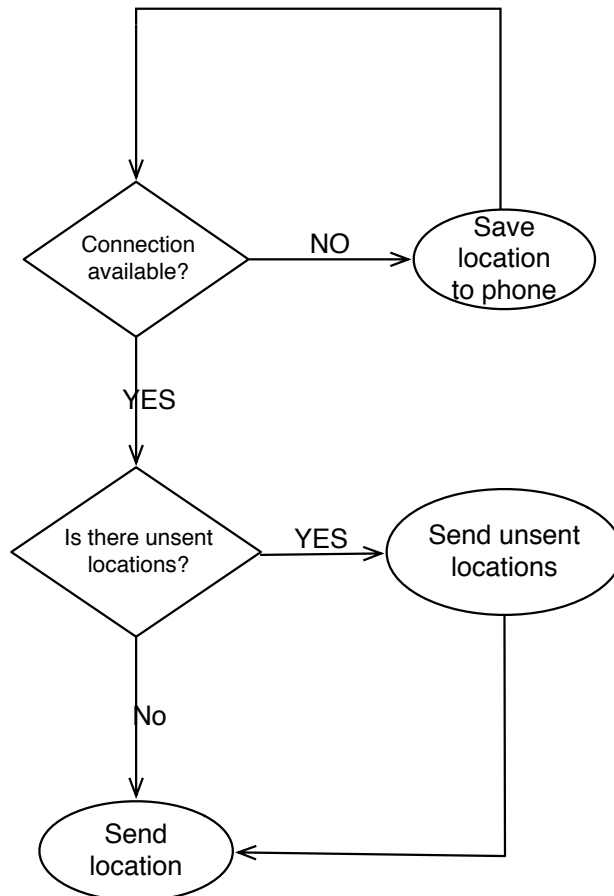 Connection
available?
NO
Save
location
to phone
YES
Is there unsent
locations?
YES
Send unsent
locations
No
Send
location